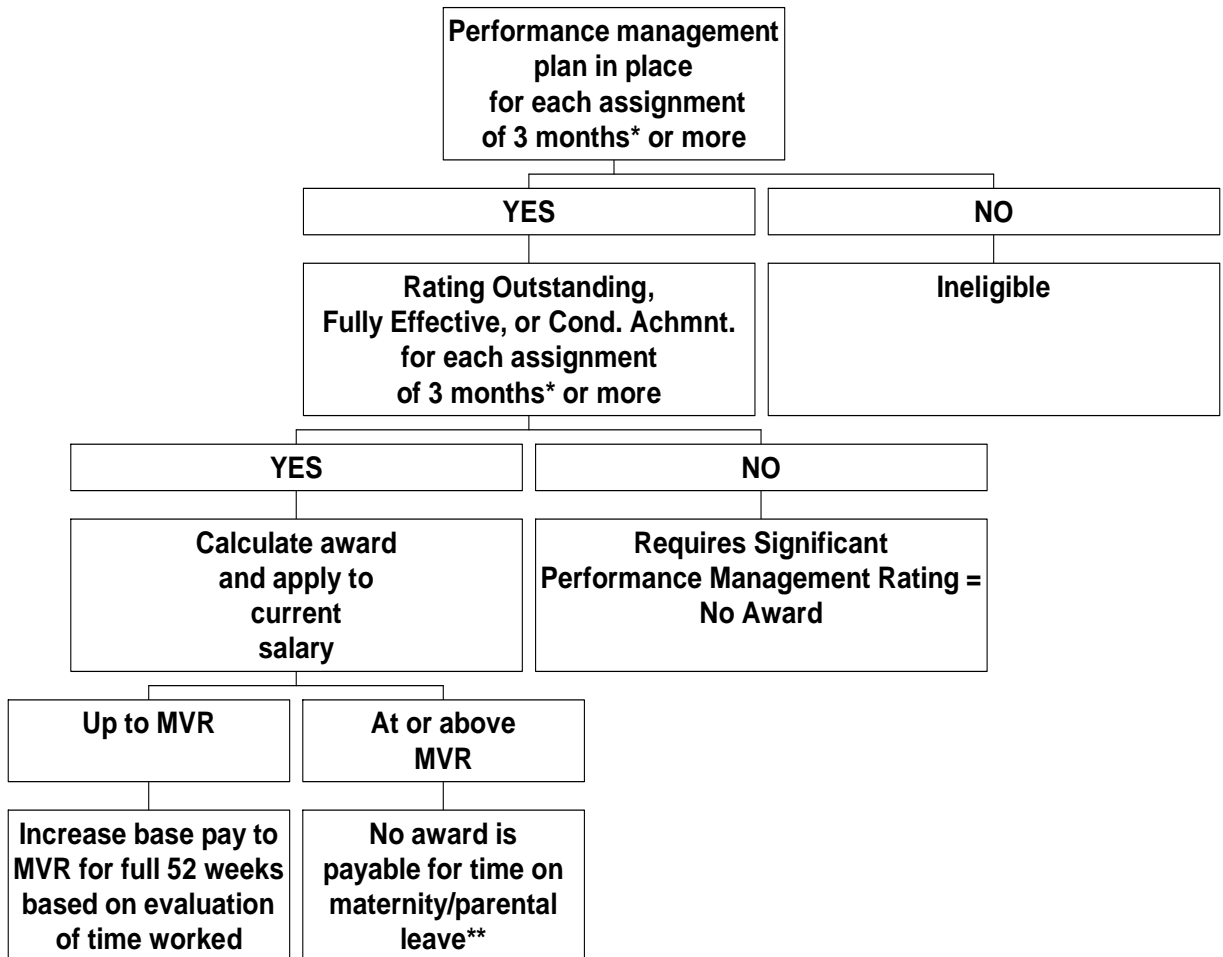 Performance management
plan in place
for each assignment
of 3 months* or more
YES
NO
Rating Outstanding,
Fully Effective, or Cond. Achmnt.
for each assignment
of 3 months* or more
Ineligible
YES
NO
Calculate award
and apply to
current
salary
Requires Significant
Performance Management Rating =
No Award
Up to MVR
At or above
MVR
Increase base pay to
MVR for full 52 weeks
based on evaluation
of time worked
No award is
payable for time on
maternity/parental
leave**